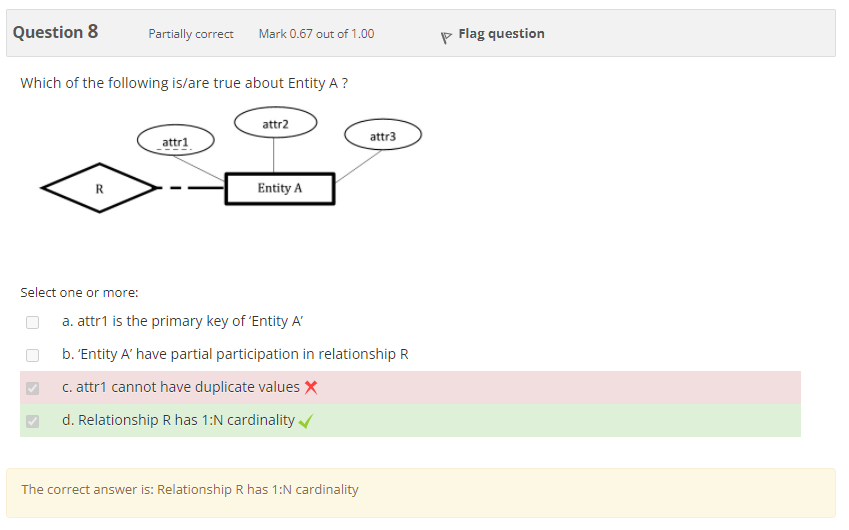 Question 8 Partially correct Mark 0.67 out of 1.00 Flag question
Which of the following is/are true about Entity A ?
attr2
attr1
attr3
R
Entity A
Select one or more:
a. attr1 is the primary key of ‘Entity A’
b. ‘Entity A’ have partial participation in relationship R
c. attr1 cannot have duplicate values
d. Relationship R has 1:N cardinality
The correct answer is: Relationship R has 1:N cardinality